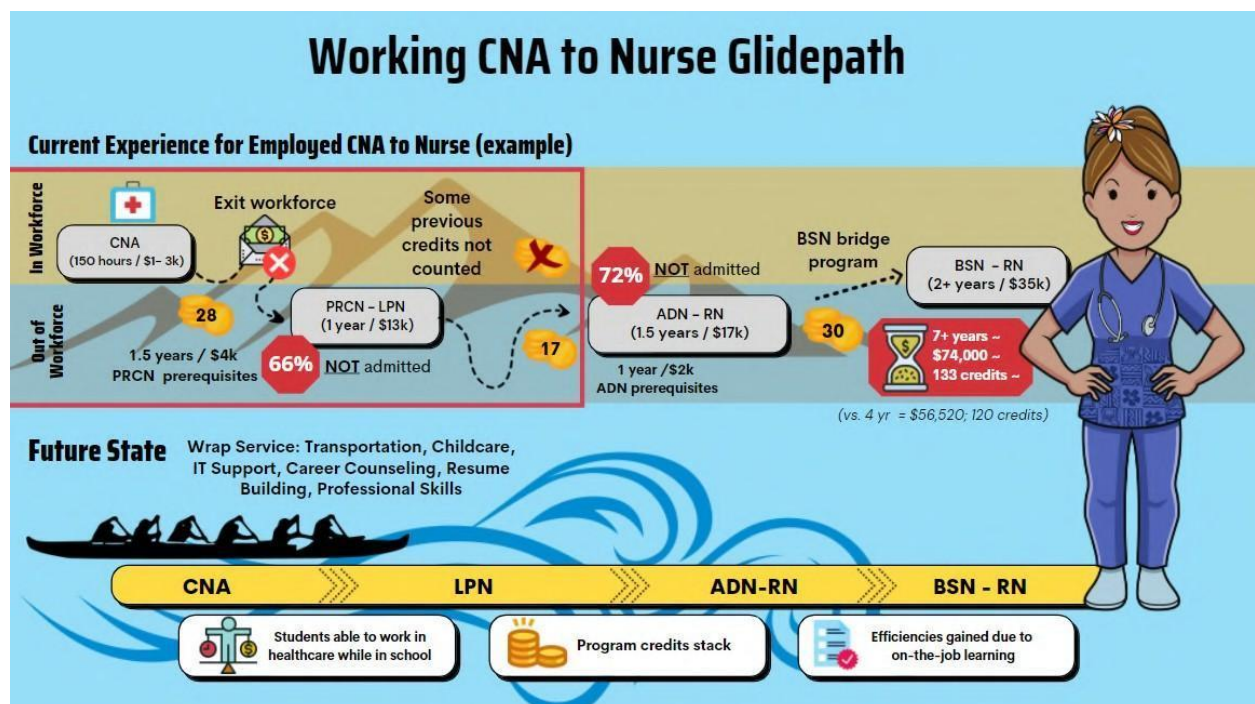 Working CNA to Nurse Glidepath
Current Experience for Employed CNA to Nurse (example)
In Workforce
CNA
(150 hours / $1- 3k)
Exit workforce
Some
previous
credits not
counted
28
1.5 years / $4k
PRCN prerequisites
PRCN - LPN
(1 year / $13k)
66%
NOT admitted
17
Out of
Workforce
72%
NOT admitted
ADN - RN
(1.5 years / $17k)
1 year /$2k
ADN prerequisites
30
BSN bridge
program
BSN - RN
(2+ years / $35k)
7+ years ~
$74,000 ~
133 credits ~
(vs. 4 yr = $56,520; 120 credits)
Future State
Wrap Service: Transportation, Childcare,
IT Support, Career Counseling, Resume
Building, Professional Skills
CNA
LPN
ADN-RN
BSN - RN
Students able to work in
healthcare while in school
Program credits stack
Efficiencies gained due to
on-the-job learning